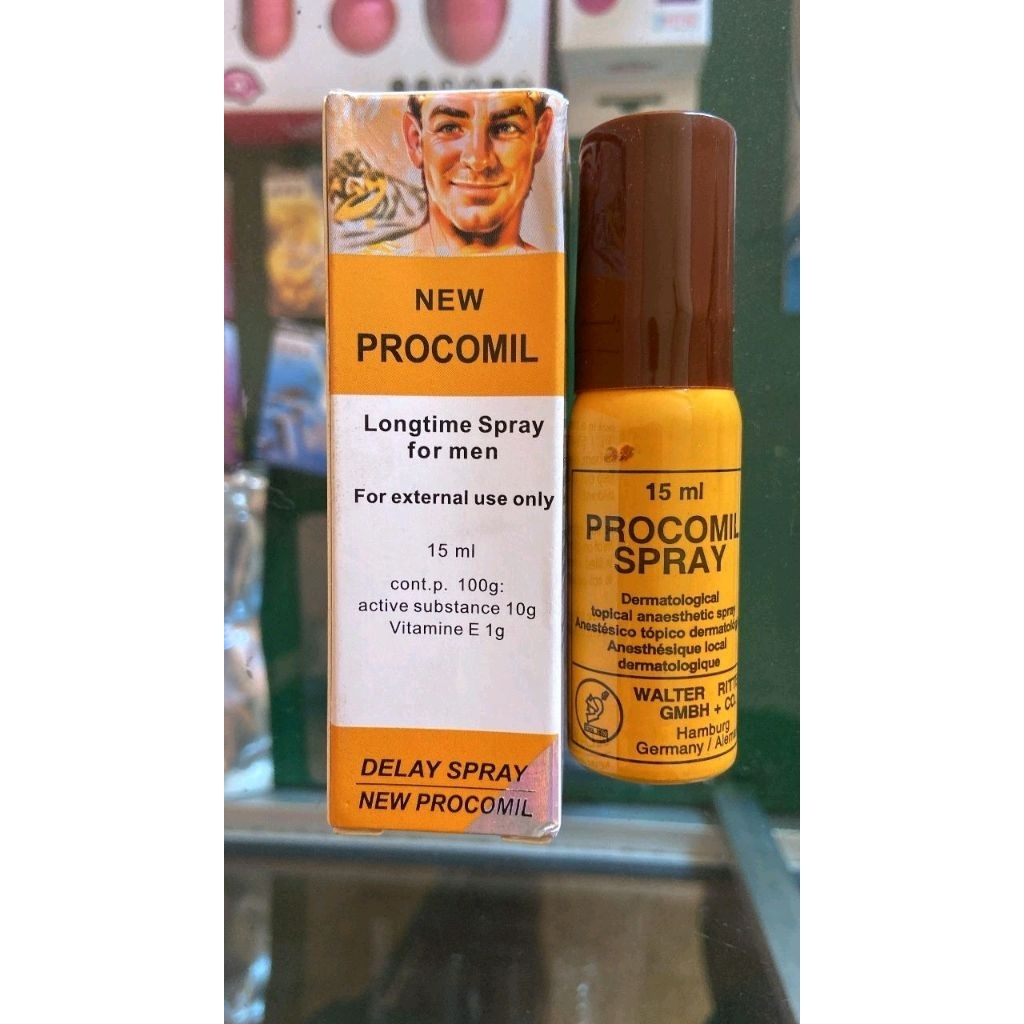 NEW
PROCOMIL
Longtime Spray
for men
For external use only
15 ml
cont.p. 100g:
active substance 10g
Vitamine E 1g
DELAY SPRAY
NEW PROCOMIL
15 ml
PROCOMIL
SPRAY
Dermatological
topical anaesthetic spray
Anestésico tópico
Anesthésique local
dermatologique
WALTER
GMBH + CO.
Hamburg
Germany /